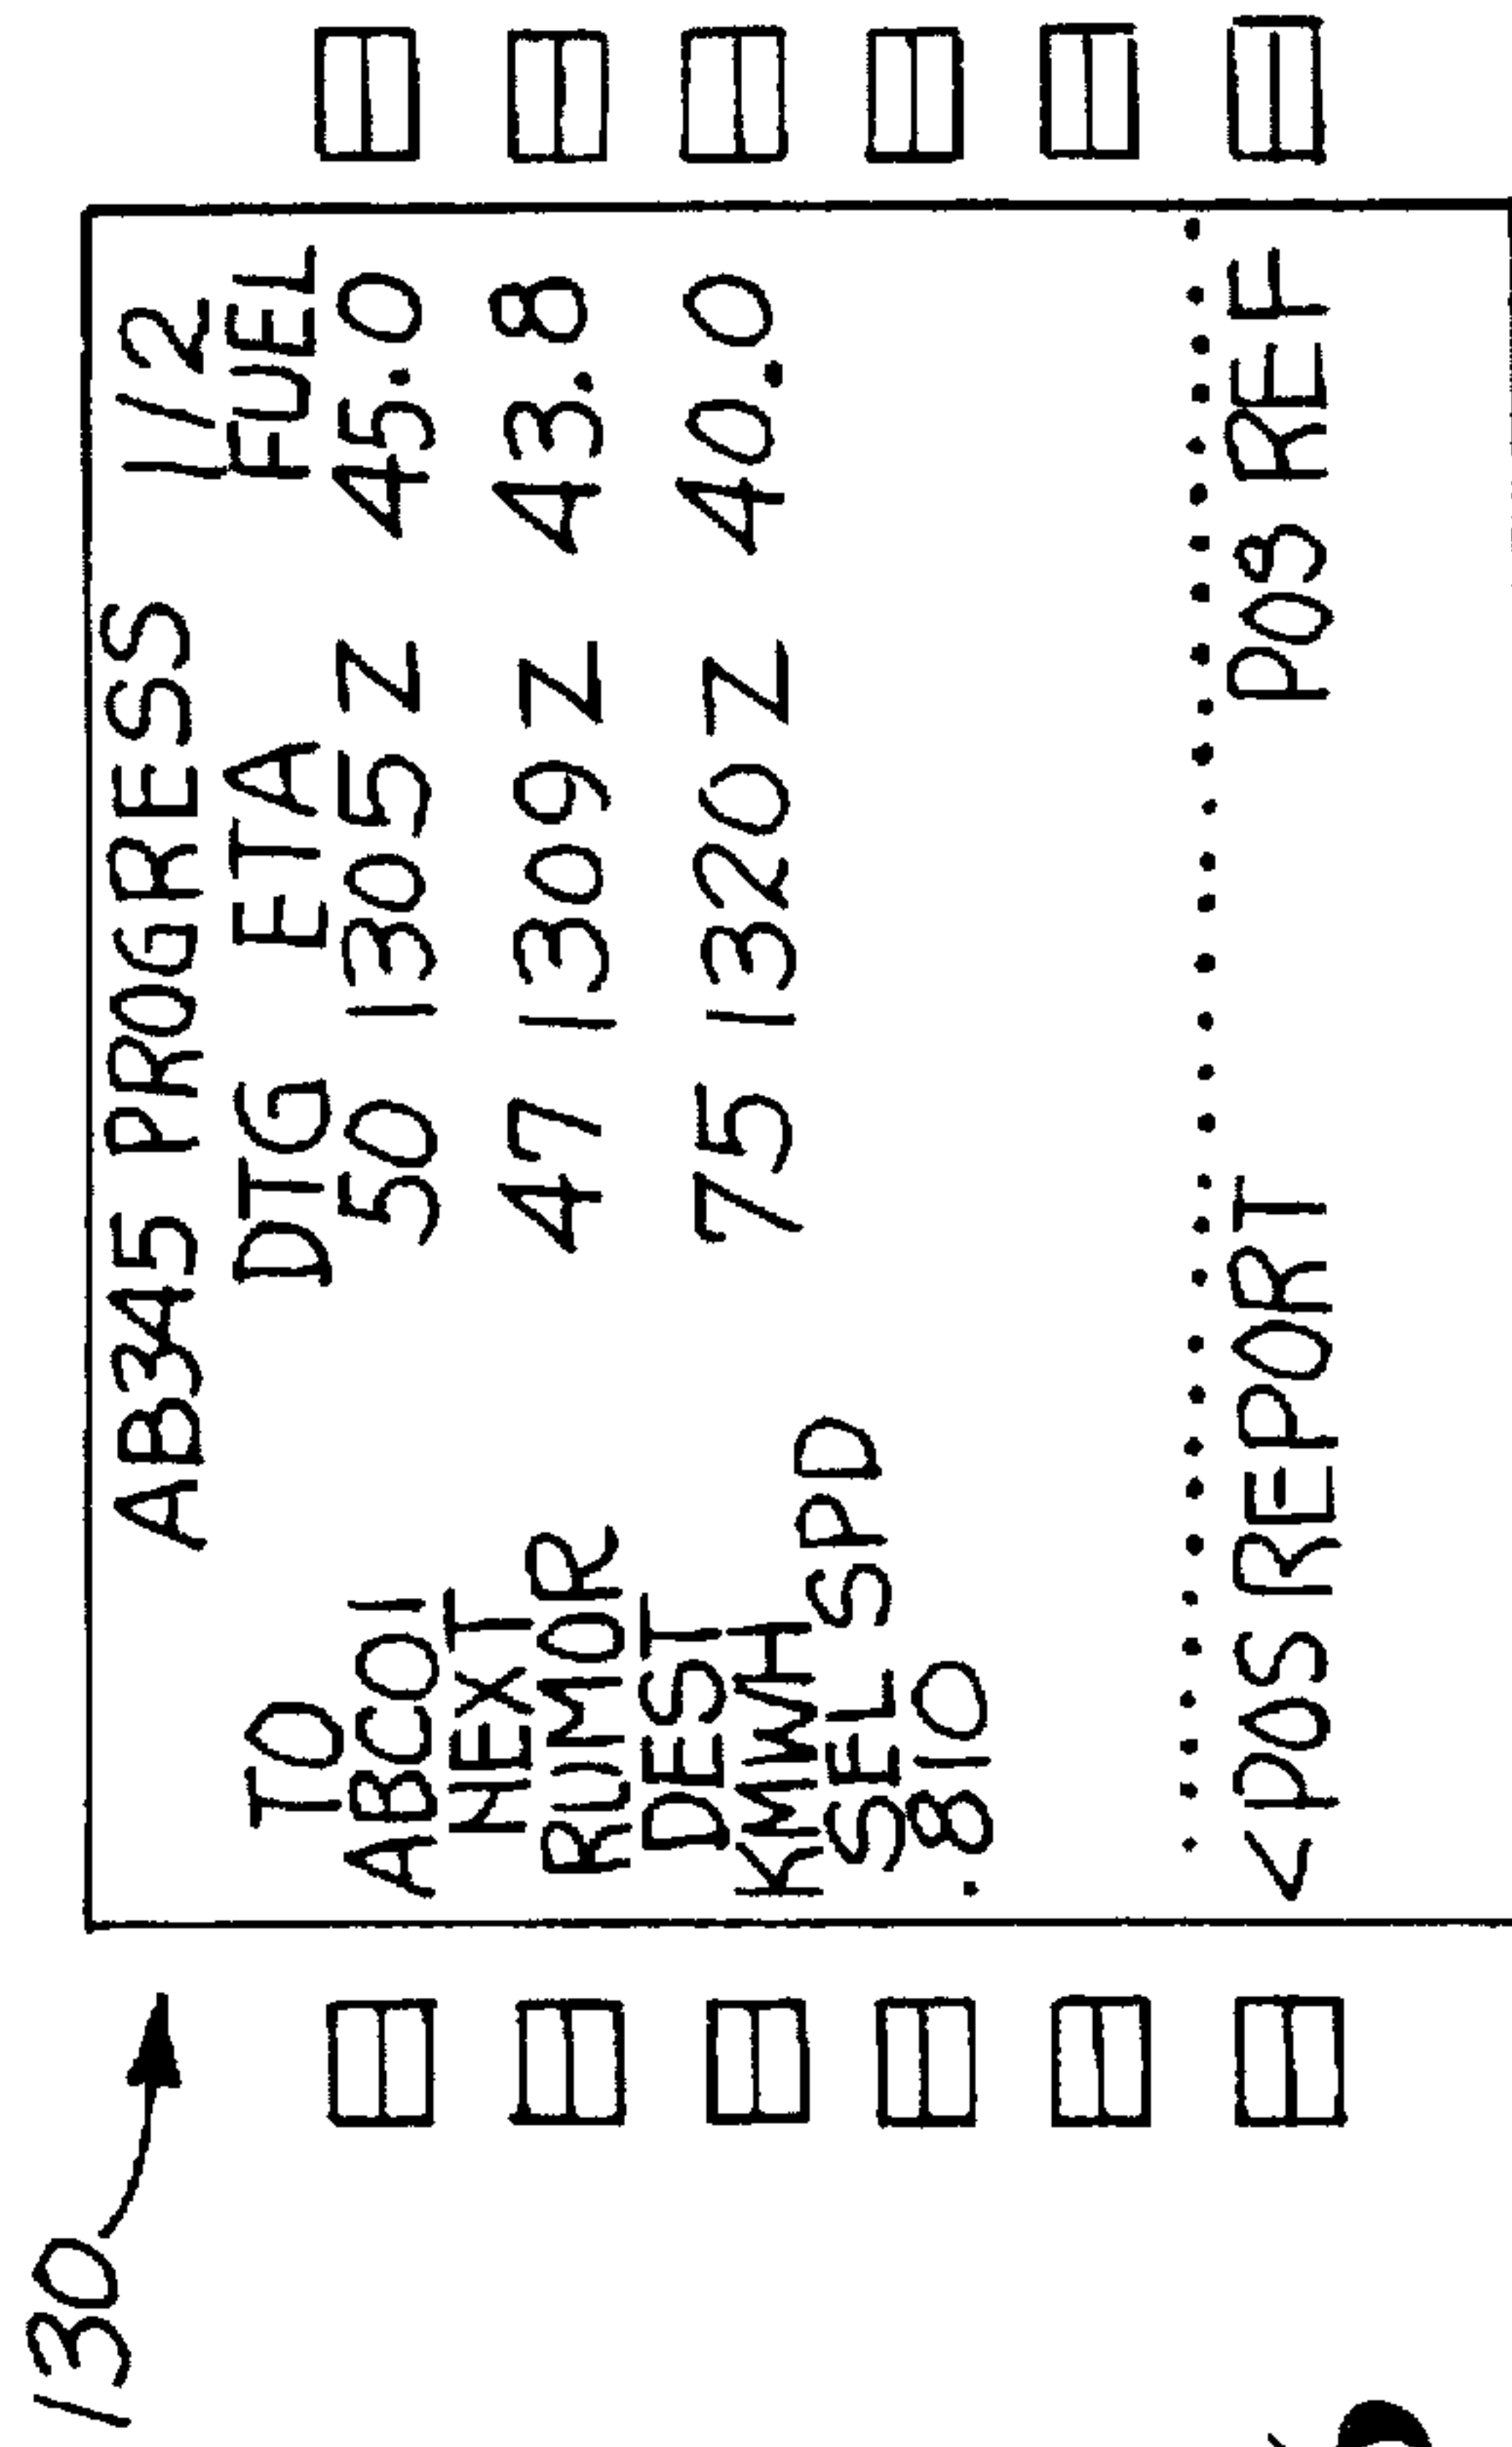 130
AB345 PROGRESS 1/2
TO DTG ETA FUEL
ABC01 50 1305Z 45.0
NEXT
RUMOR 47 1309Z 43.8
DEST
KMWH 75 1320Z 40.0
SEL SPD
.810
<POS REPORT POS REF